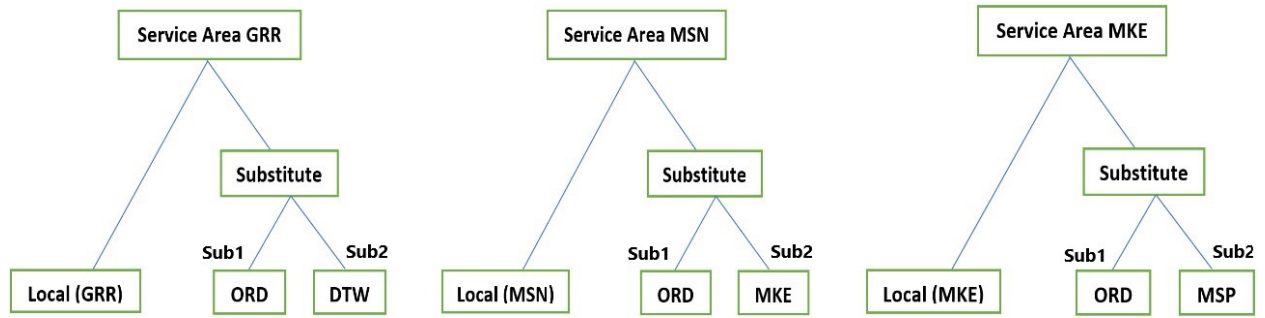 Service Area GRR
Substitute
Sub1
Sub2
Local (GRR)
ORD
DTW
Service Area MSN
Substitute
Sub1
Sub2
Local (MSN)
ORD
MKE
Service Area MKE
Substitute
Sub1
Sub2
Local (MKE)
ORD
MSP